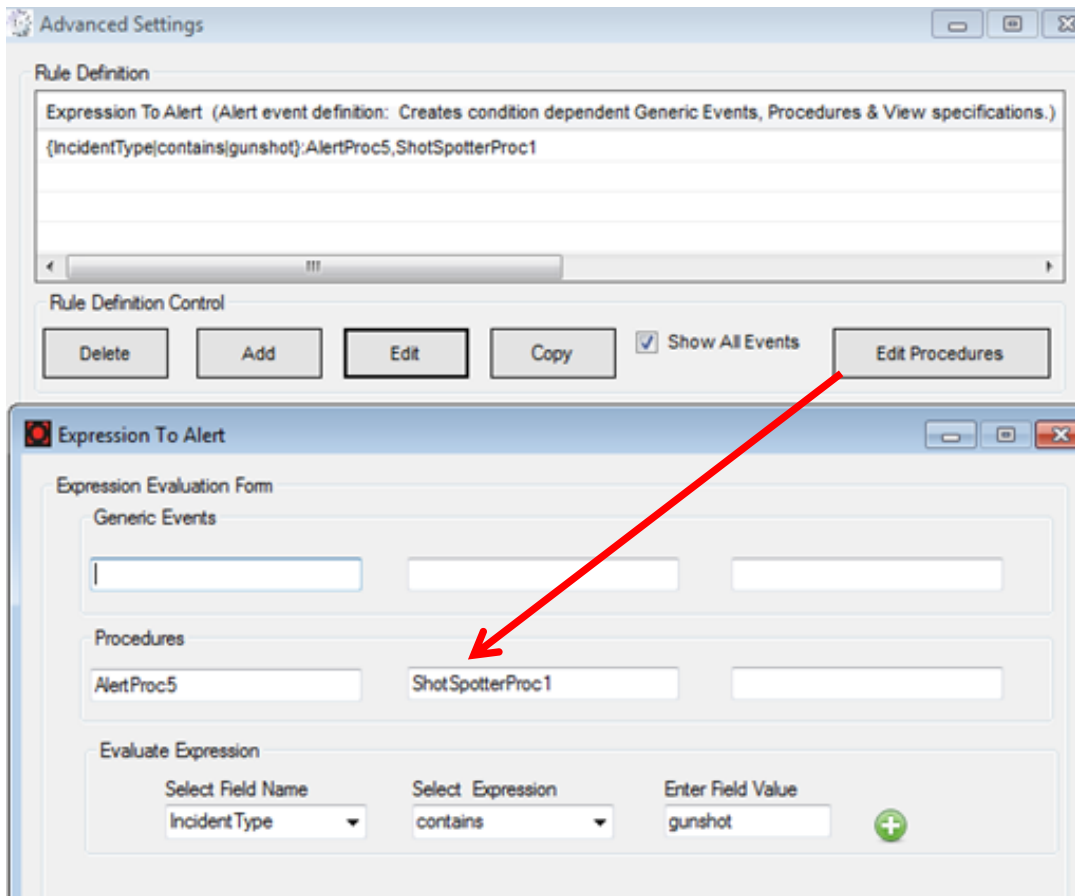 Advanced Settings
Rule Definition
Expression To Alert (Alert event definition: Creates condition dependent Generic Events, Procedures & View specifications.)
{IncidentType|contains|gunshot}:AlertProc5,ShotSpotterProc1
Rule Definition Control
Delete Add Edit Copy Show All Events Edit Procedures
Expression To Alert
Expression Evaluation Form
Generic Events
Procedures
AlertProc5 ShotSpotterProc1
Evaluate Expression
Select Field Name Select Expression Enter Field Value
IncidentType contains gunshot